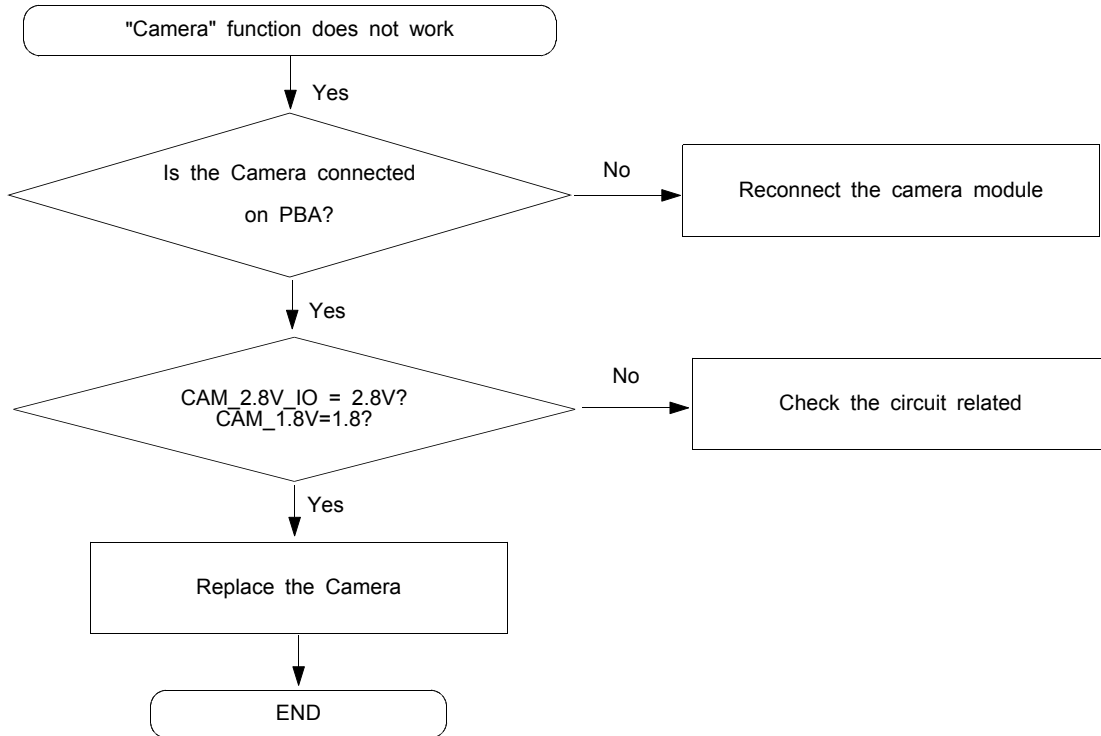 "Camera" function does not work
Yes
Is the Camera connected
on PBA?
No
Reconnect the camera module
Yes
CAM_2.8V_IO = 2.8V?
CAM_1.8V=1.8?
No
Check the circuit related
Yes
Replace the Camera
END